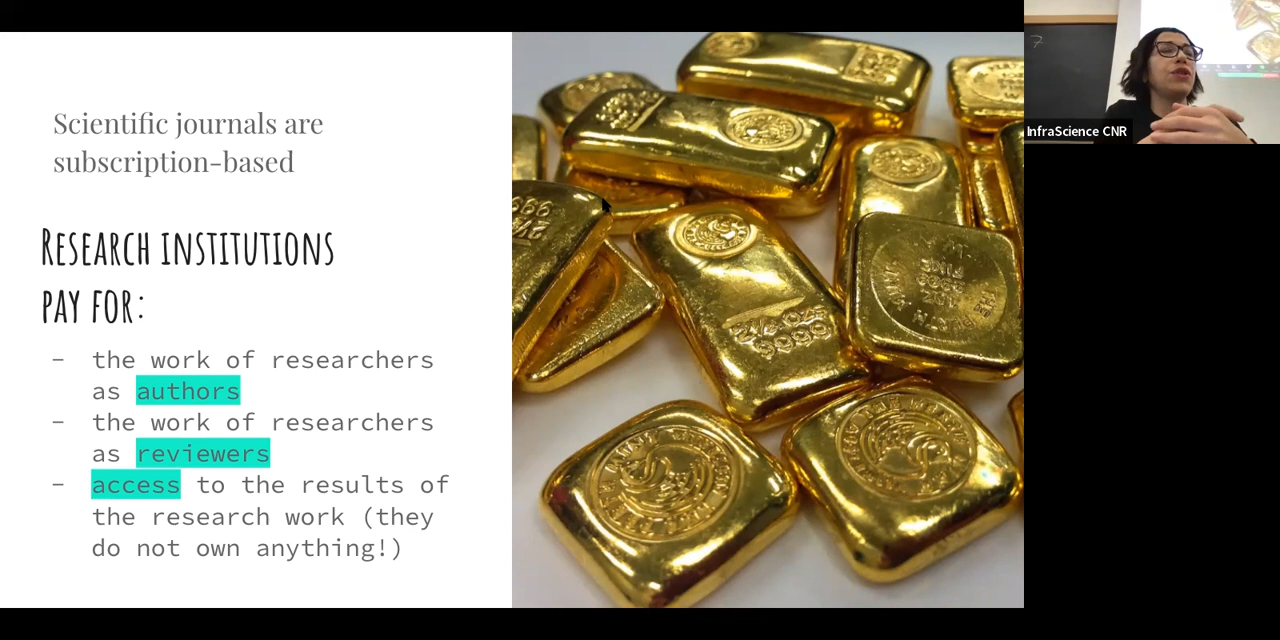 Scientific journals are
subscription-based
RESEARCH INSTITUTIONS
PAY FOR:
- the work of researchers
as authors
- the work of researchers
as reviewers
- access to the results of
the research work (they
do not own anything!)
InfraScience CNR